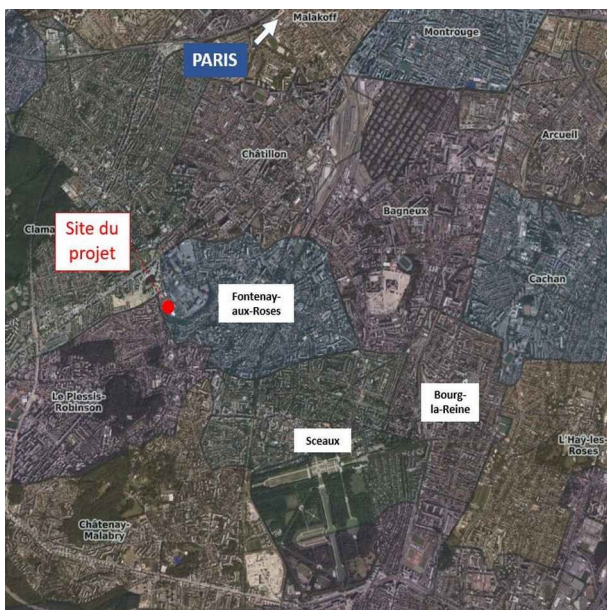 Malakoff
PARIS
Montrouge
Arcueil
Châtillon
Bagneux
Clama
Site du
projet
Cachan
Fontenay-
aux-Roses
Le Plessis-
Robinson
Bourg-
la-Reine
Sceaux
L'Haÿ-les-
Roses
Châtenay-
Malabry